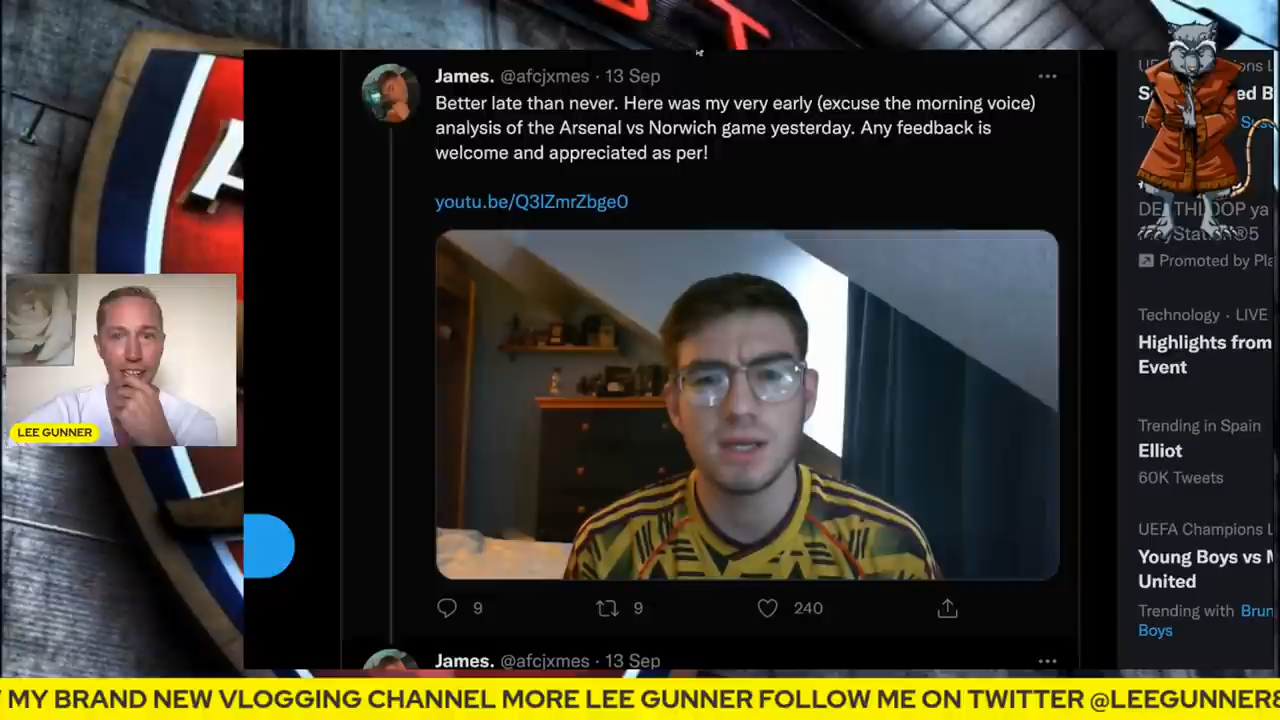 James. @afcjxmes · 13 Sep
Better late than never. Here was my very early (excuse the morning voice)
analysis of the Arsenal vs Norwich game yesterday. Any feedback is
welcome and appreciated as per!
youtu.be/Q3lZmrZbge0
9 9 240
James. @afcjxmes · 13 Sep
LEE GUNNER
Promoted by
Technology · LIVE
Highlights from
Event
Trending in Spain
Elliot
60K Tweets
UEFA Champions L
Young Boys vs M
United
Trending with Brun
Boys
MY BRAND NEW VLOGGING CHANNEL MORE LEE GUNNER FOLLOW ME ON TWITTER @LEEGUNNER8